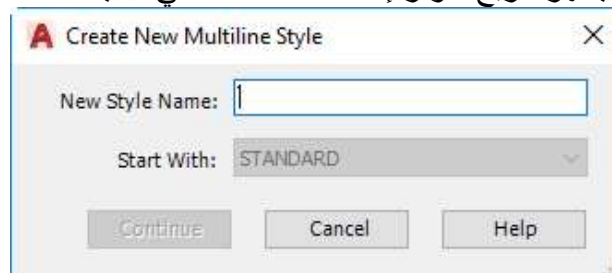 Create New Multiline Style
New Style Name:
Start With: STANDARD
Continue Cancel Help